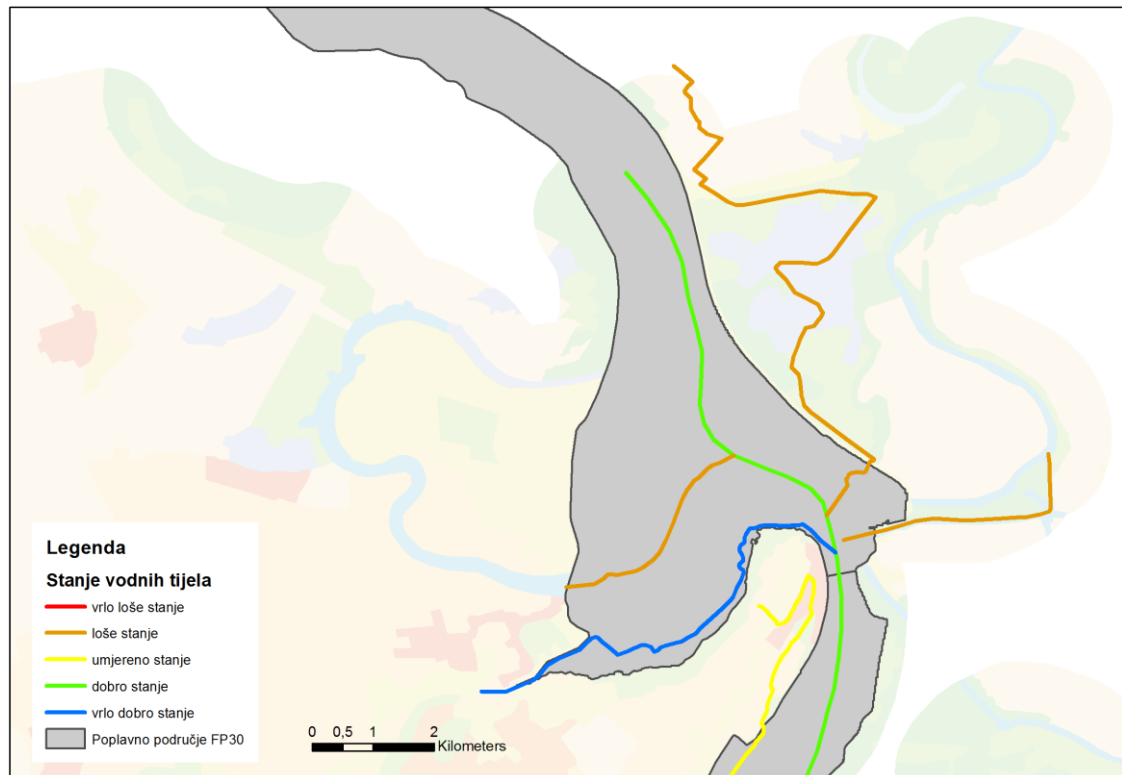 Legenda
Stanje vodnih tijela
vrlo loše stanje
loše stanje
umjereno stanje
dobro stanje
vrlo dobro stanje
Poplavno područje FP30
0 0,5 1 2
Kilometers